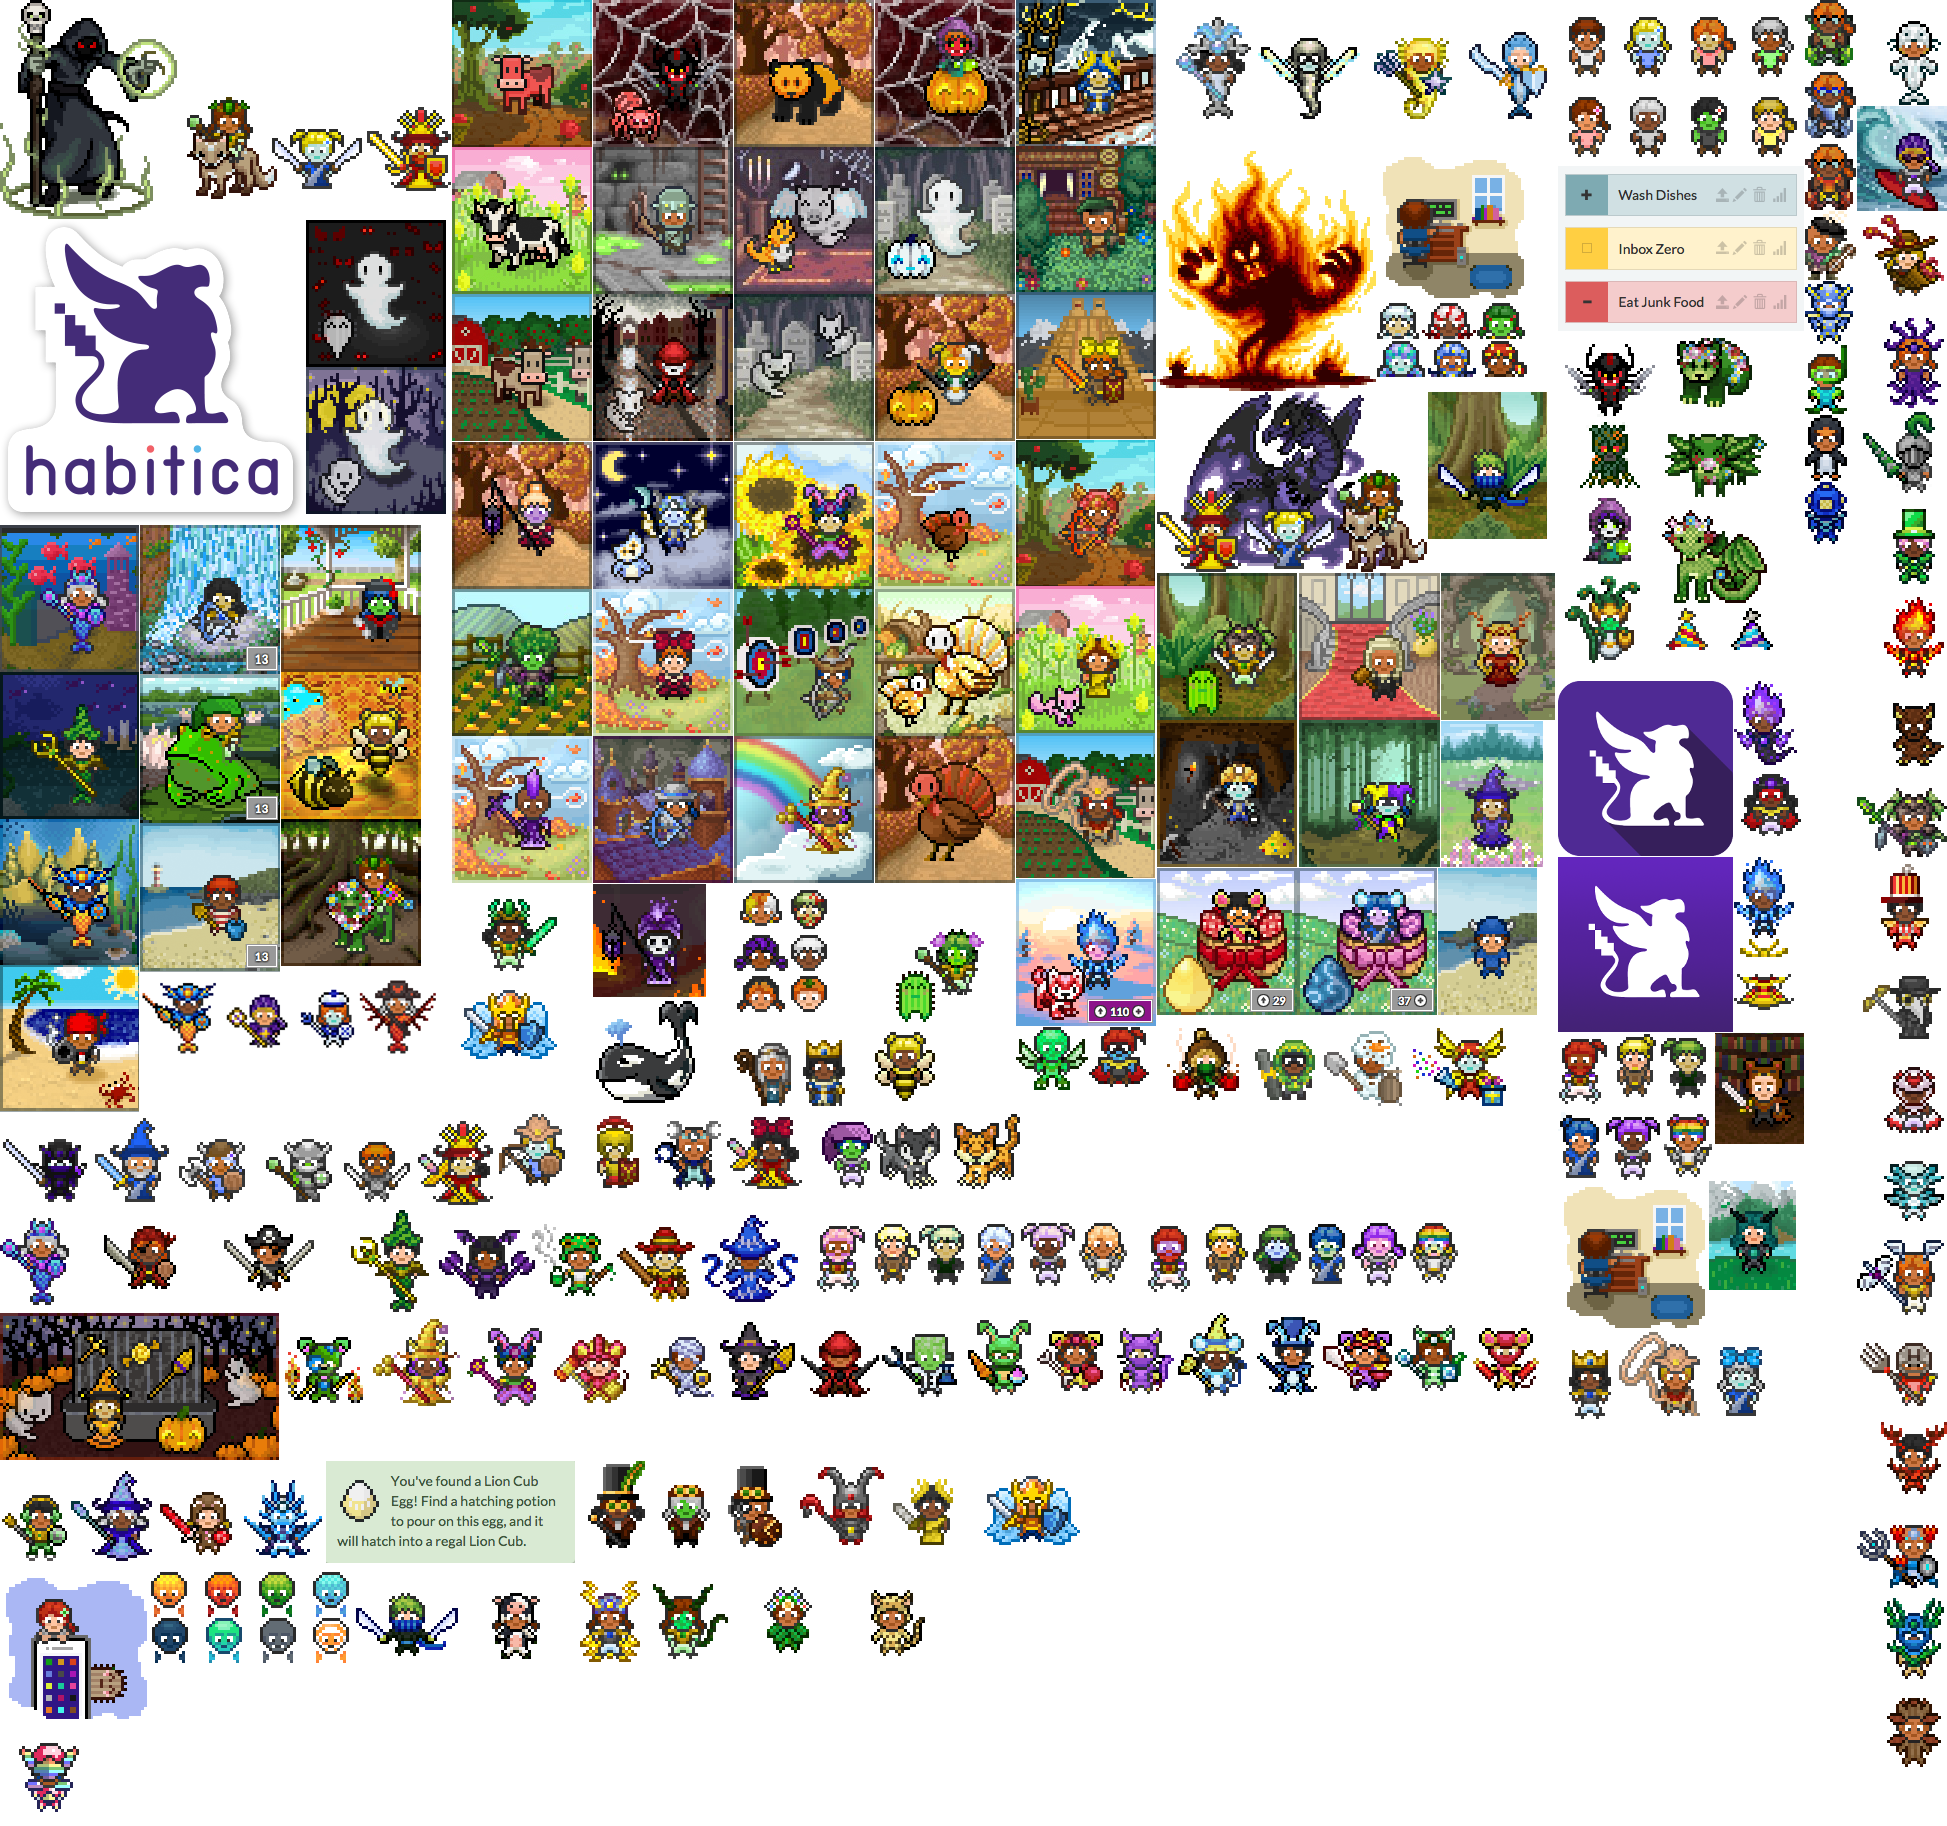 Wash Dishes
Inbox Zero
Eat Junk Food
habitica
13
13
13
110
29
37
You've found a Lion Cub
Egg! Find a hatching potion
to pour on this egg, and it
will hatch into a regal Lion Cub.